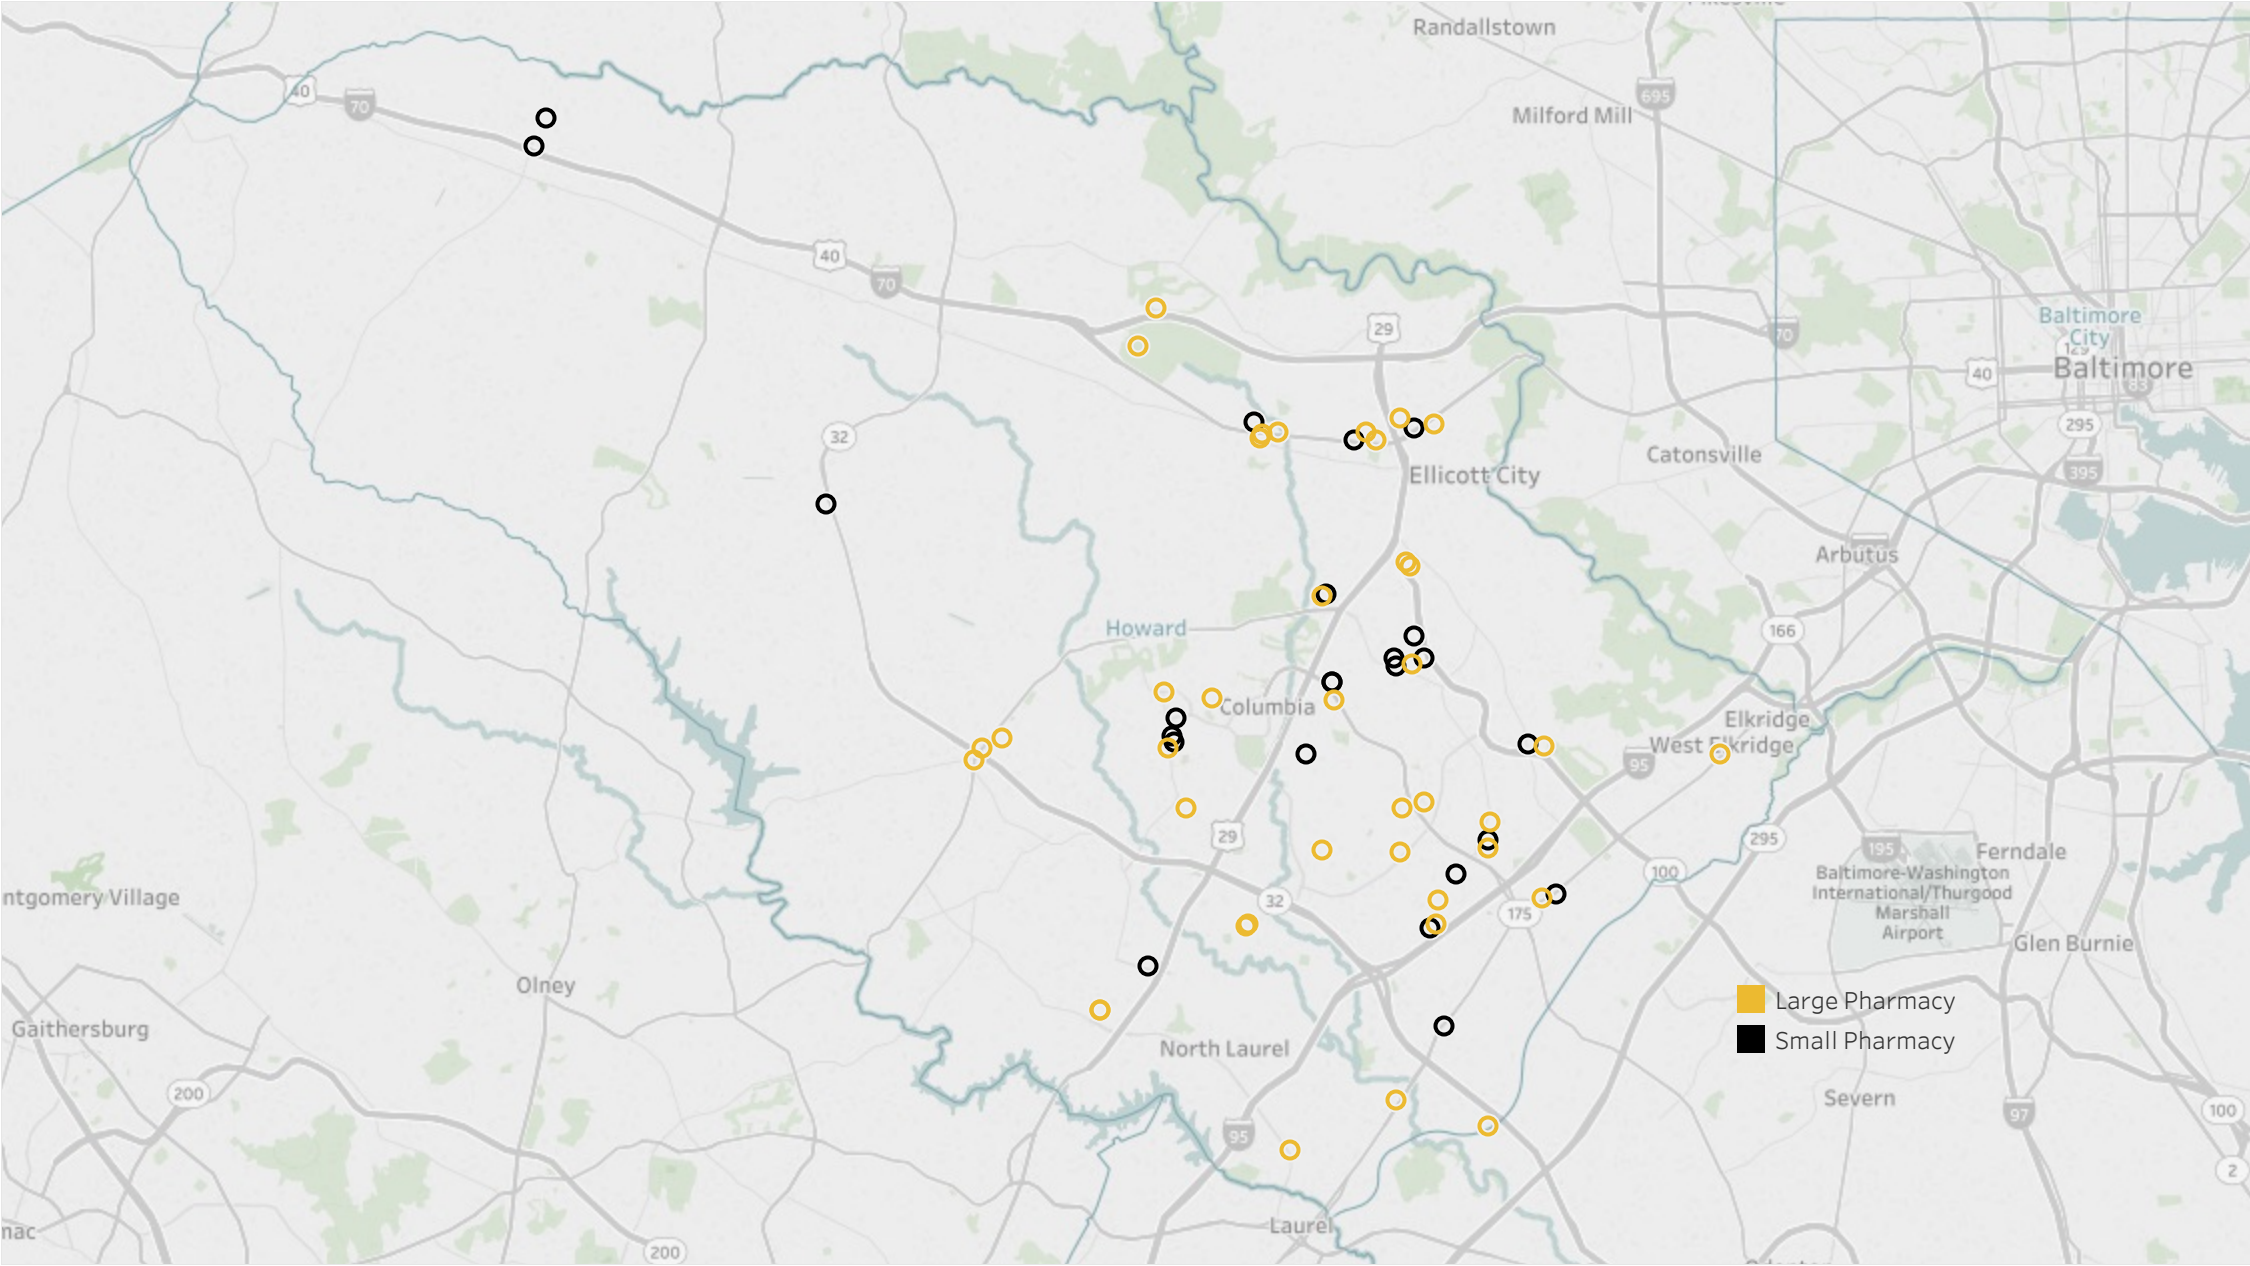 Randallstown
40
70
695
Milford Mill
40
70
29
70
Baltimore
City
129
Baltimore
40
83
295
32
Catonsville
395
Ellicott City
Arbutus
Howard
166
Columbia
Elkridge
West Elkridge
95
29
295
195
Ferndale
100
Baltimore-Washington
International/Thurgood
Marshall
Airport
ntgomery Village
32
175
Glen Burnie
Olney
Large Pharmacy
Gaithersburg
Small Pharmacy
North Laurel
200
Severn
97
100
95
2
Laurel
nac
200